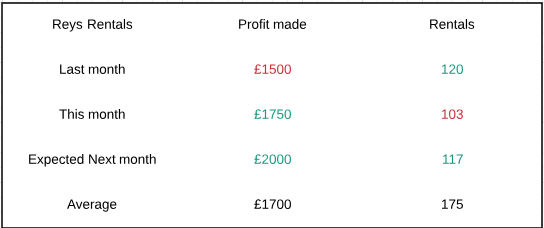 Reys Rentals Profit made Rentals
Last month £1500 120
This month £1750 103
Expected Next month £2000 117
Average £1700 175